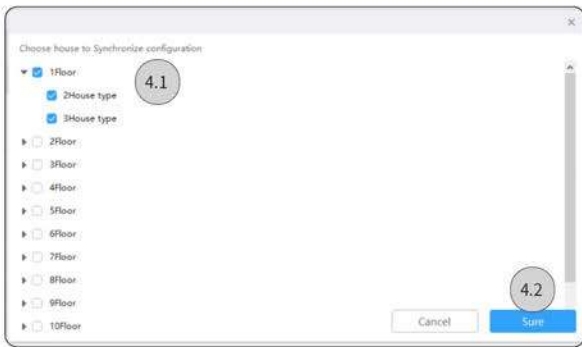 ×
Choose house to Synchronize configuration
1Floor
4.1
2House type
3House type
2Floor
3Floor
4Floor
5Floor
6Floor
7Floor
8Floor
9Floor
4.2
10Floor
Cancel
Sure